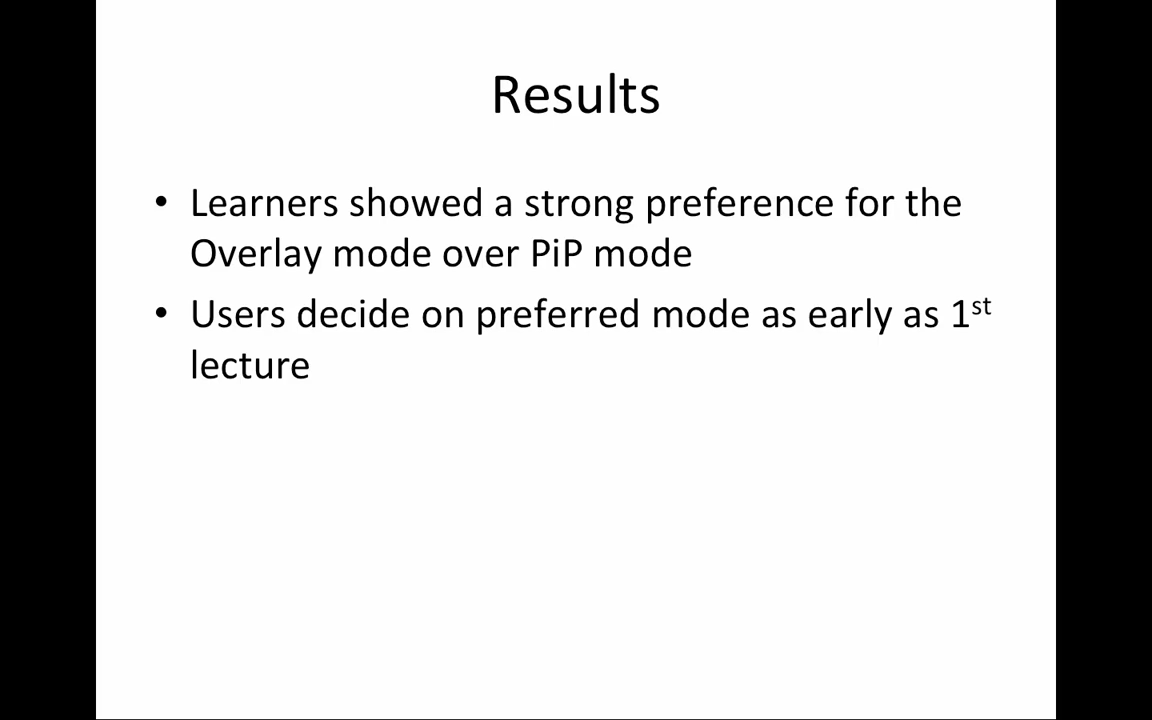 Results
• Learners showed a strong preference for the
Overlay mode over PiP mode
• Users decide on preferred mode as early as 1st
lecture